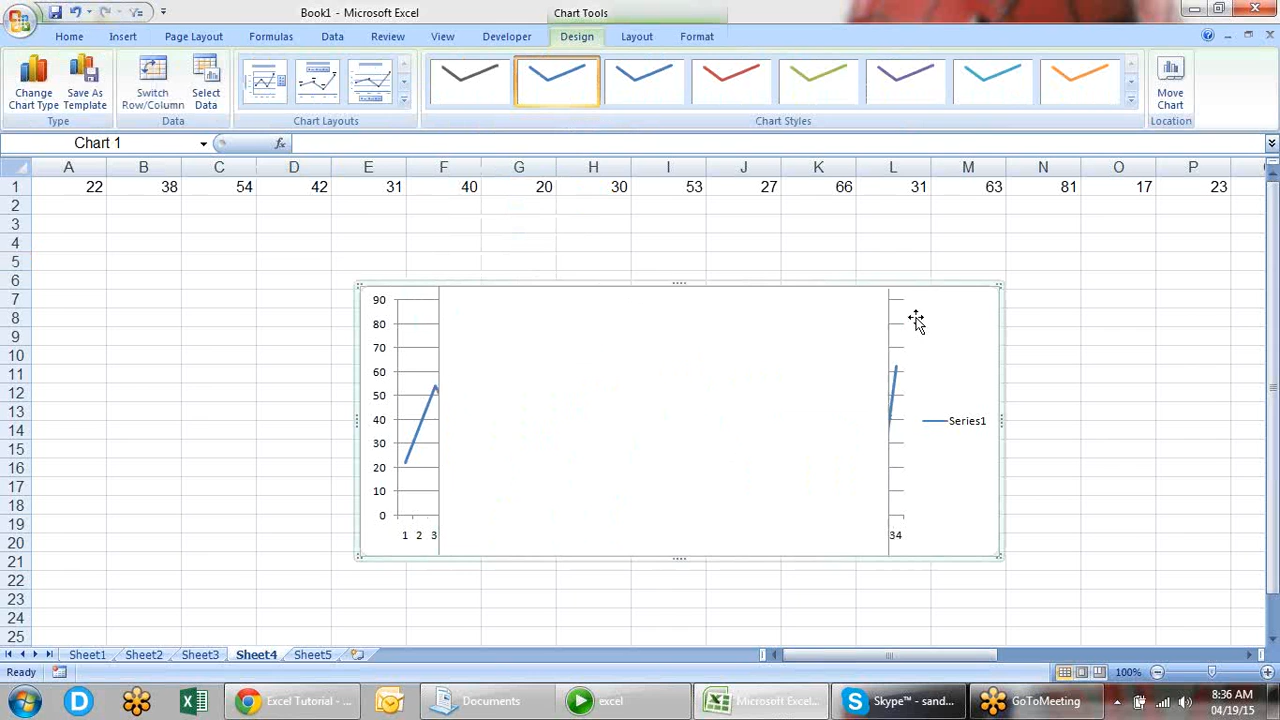 Book1 - Microsoft Excel
Chart Tools
Home Insert Page Layout Formulas Data Review View Developer Design Layout Format
Change Chart Type
Save As Template
Switch Row/Column
Select Data
Move Chart
Type Data Chart Layouts Chart Styles Location
Chart 1
fx
A B C D E F G H I J K L M N O P
1 22 38 54 42 31 40 20 30 53 27 66 31 63 81 17 23
2
3
4
5
6
7
8
9
10
11
12
13
14
15
16
17
18
19
20
21
22
23
24
25
90
80
70
60
50
40
30
20
10
0
1 2 3 34
Series1
Sheet1 Sheet2 Sheet3 Sheet4 Sheet5
Ready 100%
Excel Tutorial - ... Documents excel Microsoft Exce... Skype™ - sand... GoToMeeting 8:36 AM
04/19/15